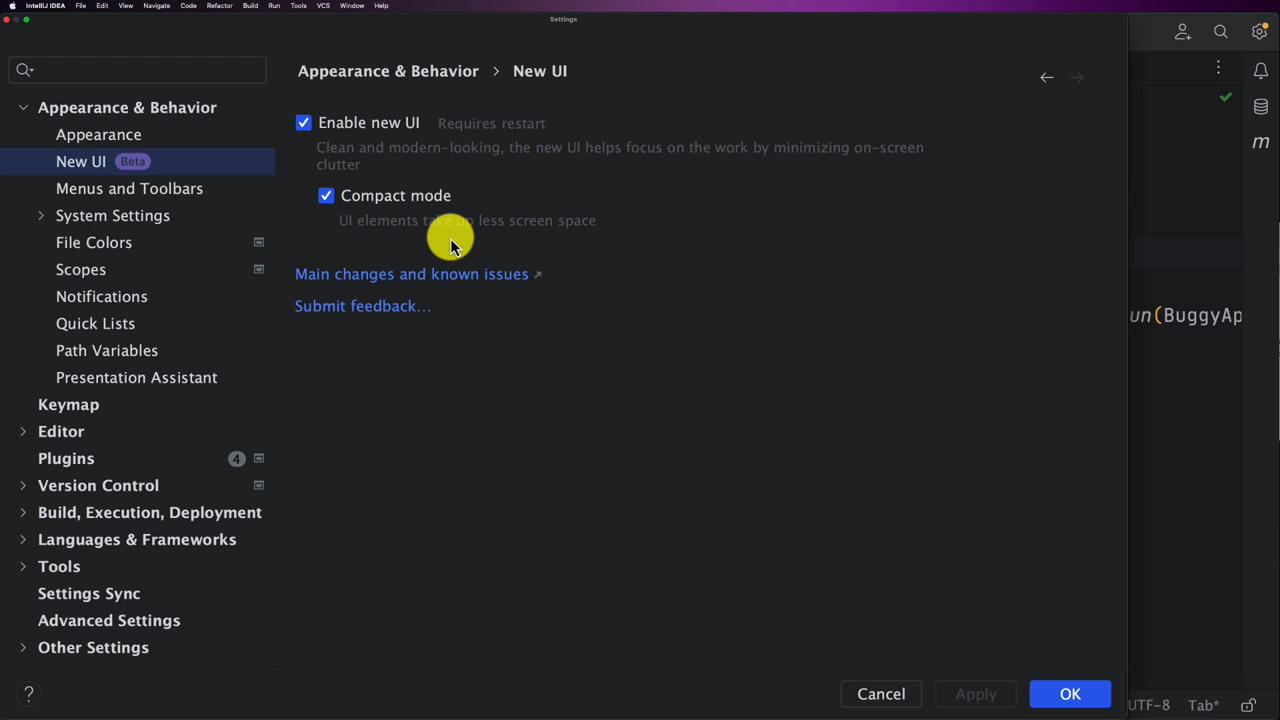 IntelliJ IDEA File Edit View Navigate Code Refactor Build Run Tools VCS Window Help
Settings
Appearance & Behavior
Appearance
New UI Beta
Menus and Toolbars
System Settings
File Colors
Scopes
Notifications
Quick Lists
Path Variables
Presentation Assistant
Keymap
Editor
Plugins 4
Version Control
Build, Execution, Deployment
Languages & Frameworks
Tools
Settings Sync
Advanced Settings
Other Settings
?
Appearance & Behavior > New UI
Enable new UI Requires restart
Clean and modern-looking, the new UI helps focus on the work by minimizing on-screen
clutter
Compact mode
UI elements take up less screen space
Main changes and known issues
Submit feedback...
Cancel Apply OK
m
un(BuggyAp
UTF-8 Tab*